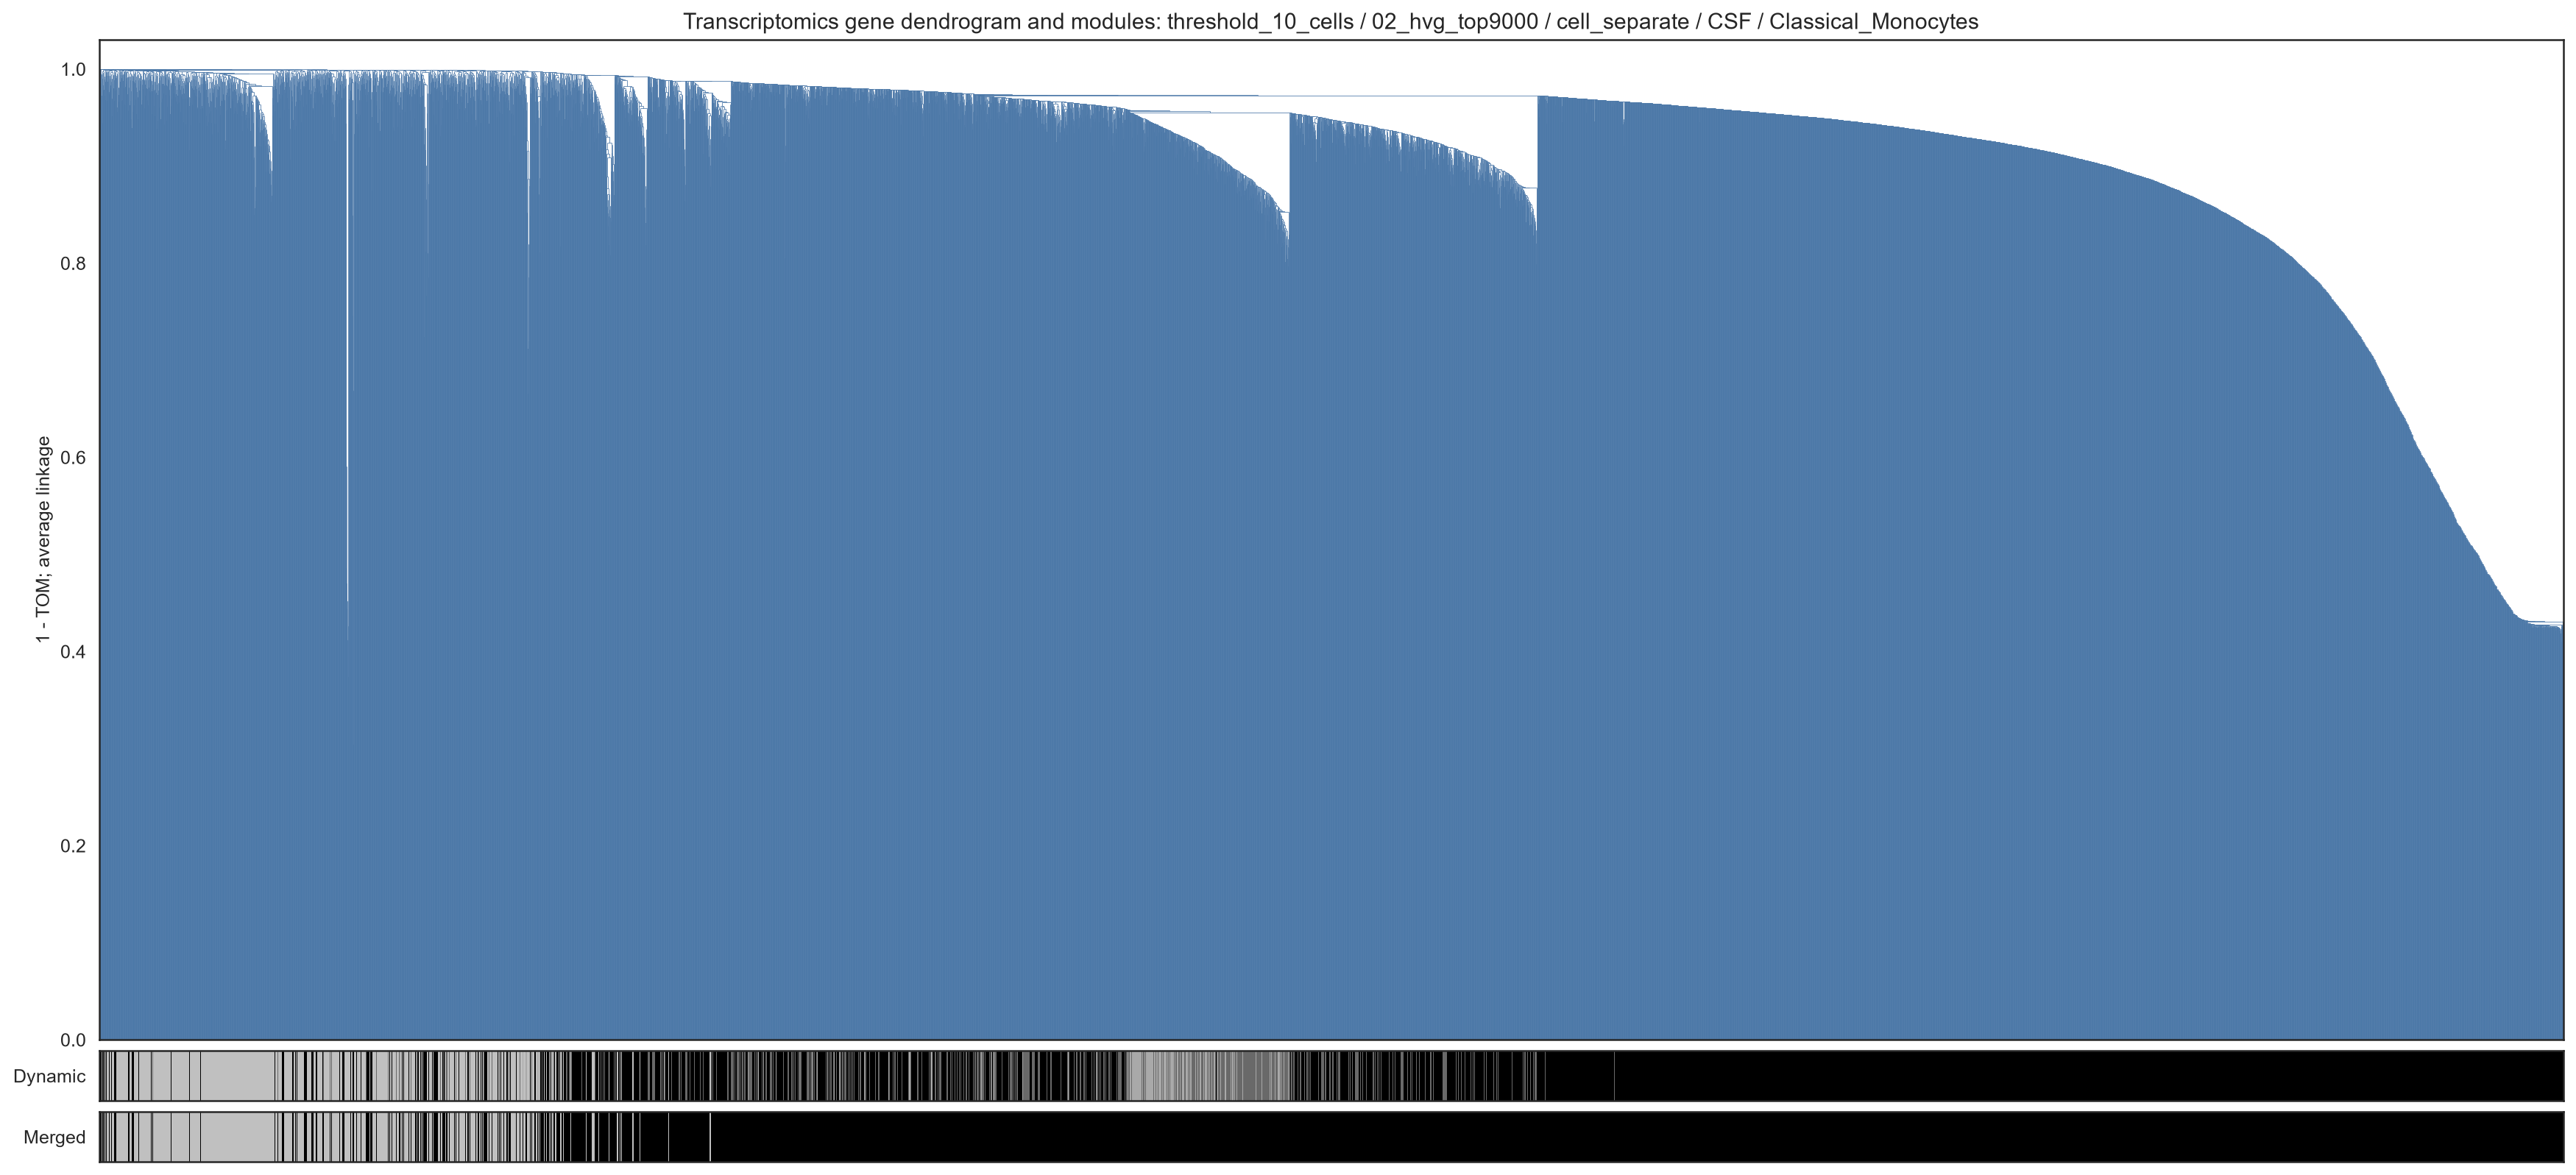 Transcriptomics gene dendrogram and modules: threshold_10_cells / 02_hvg_top9000 / cell_separate / CSF / Classical_Monocytes
1.0
0.8
0.6
0.4
0.2
0.0
1 - TOM; average linkage
Dynamic
Merged